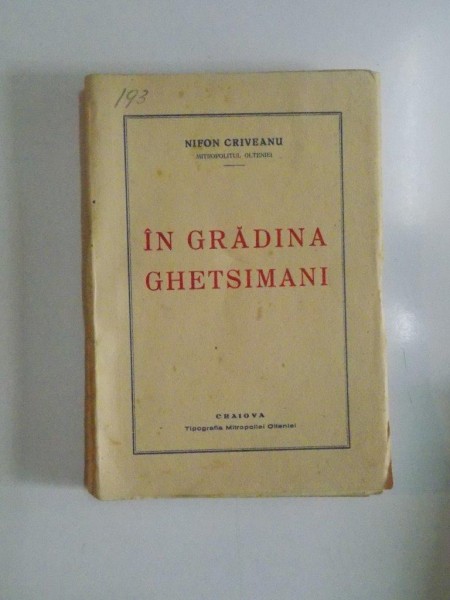 193
NIFON CRIVEANU
MITROPOLITUL OLTENIEI
ÎN GRĂDINA
GHETSIMANI
CRAIOVA
Tipografia Mitropoliei Olteniei